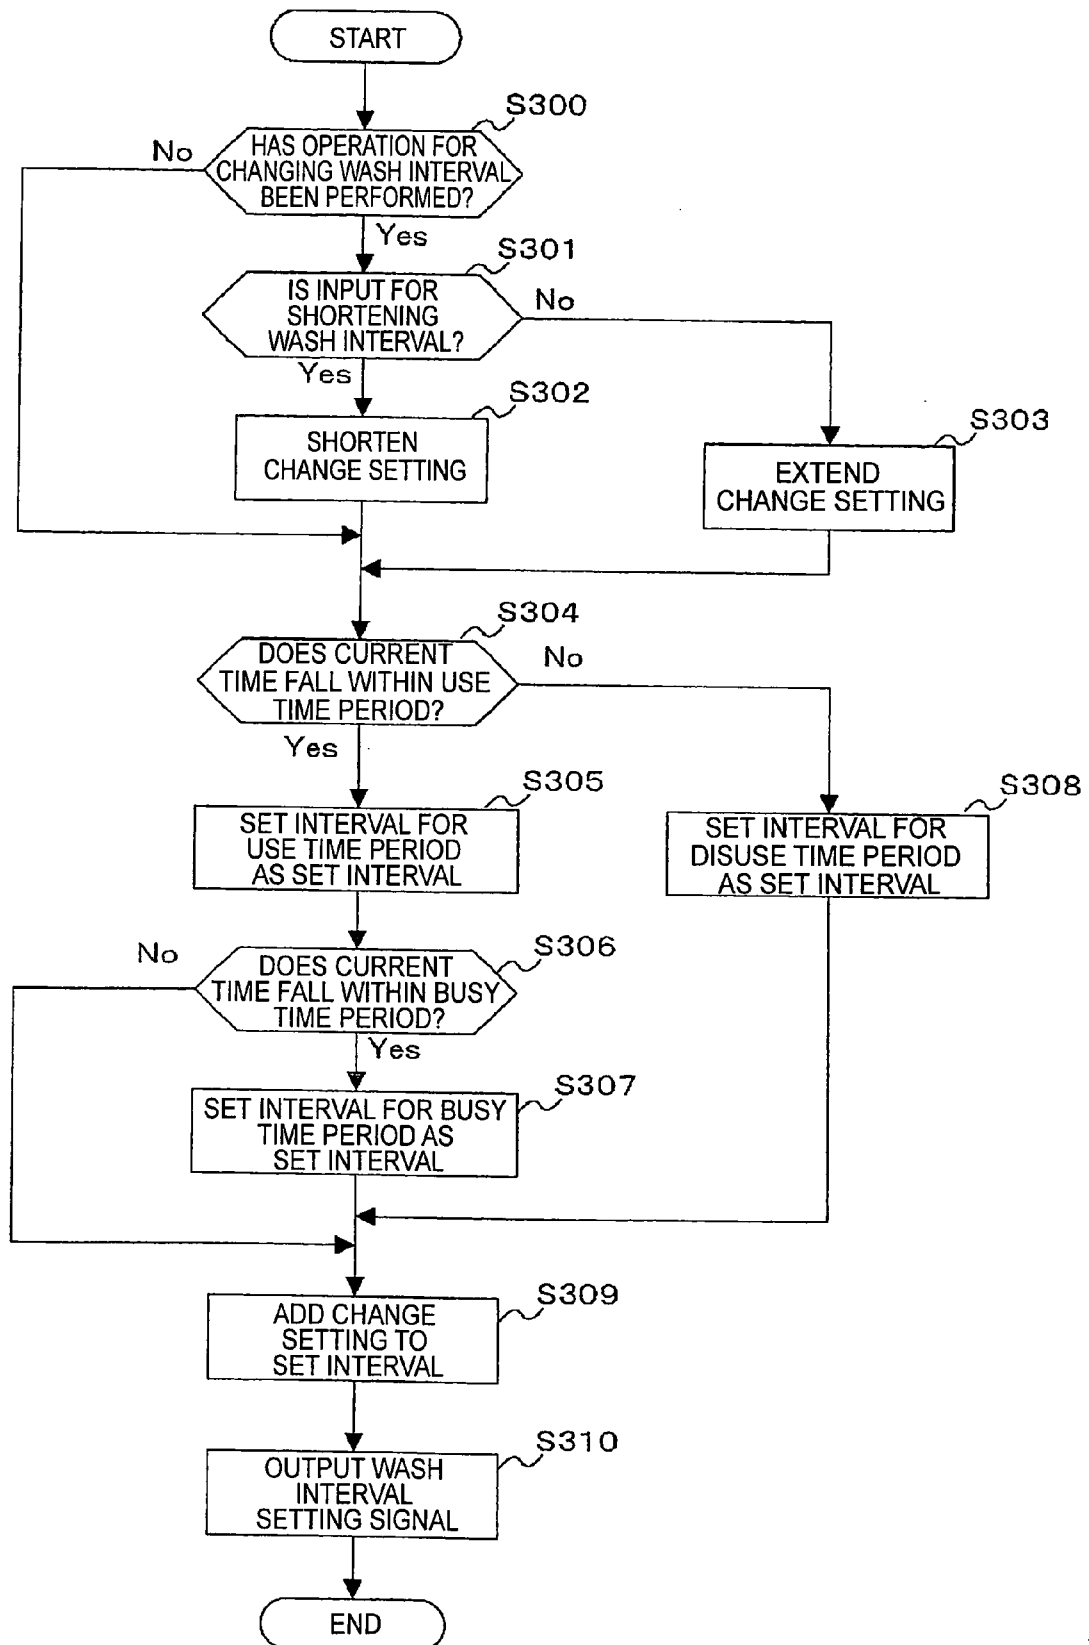 START
S300
No
HAS OPERATION FOR
CHANGING WASH INTERVAL
BEEN PERFORMED?
Yes
S301
IS INPUT FOR
SHORTENING
WASH INTERVAL?
No
Yes
S302
SHORTEN
CHANGE SETTING
S303
EXTEND
CHANGE SETTING
S304
DOES CURRENT
TIME FALL WITHIN USE
TIME PERIOD?
No
Yes
S305
SET INTERVAL FOR
USE TIME PERIOD
AS SET INTERVAL
S308
SET INTERVAL FOR
DISUSE TIME PERIOD
AS SET INTERVAL
No
S306
DOES CURRENT
TIME FALL WITHIN BUSY
TIME PERIOD?
Yes
S307
SET INTERVAL FOR BUSY
TIME PERIOD AS
SET INTERVAL
S309
ADD CHANGE
SETTING TO
SET INTERVAL
S310
OUTPUT WASH
INTERVAL
SETTING SIGNAL
END